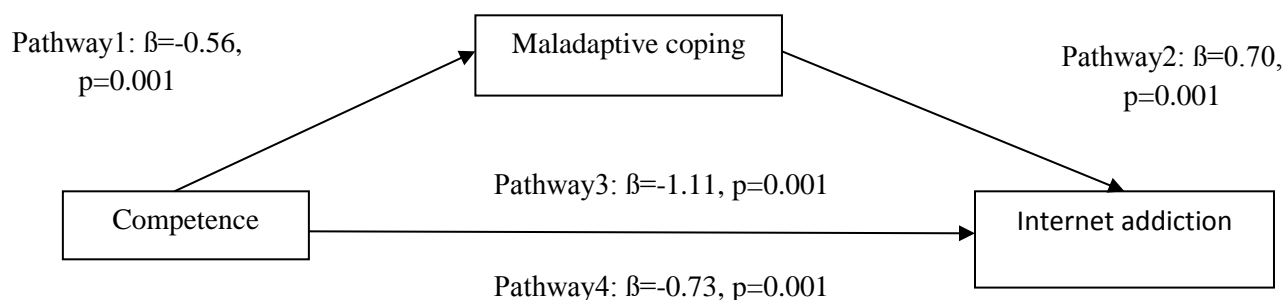 Pathway1: ß=-0.56,
p=0.001
Maladaptive coping
Pathway2: ß=0.70,
p=0.001
Pathway3: ß=-1.11, p=0.001
Competence
Internet addiction
Pathway4: ß=-0.73, p=0.001